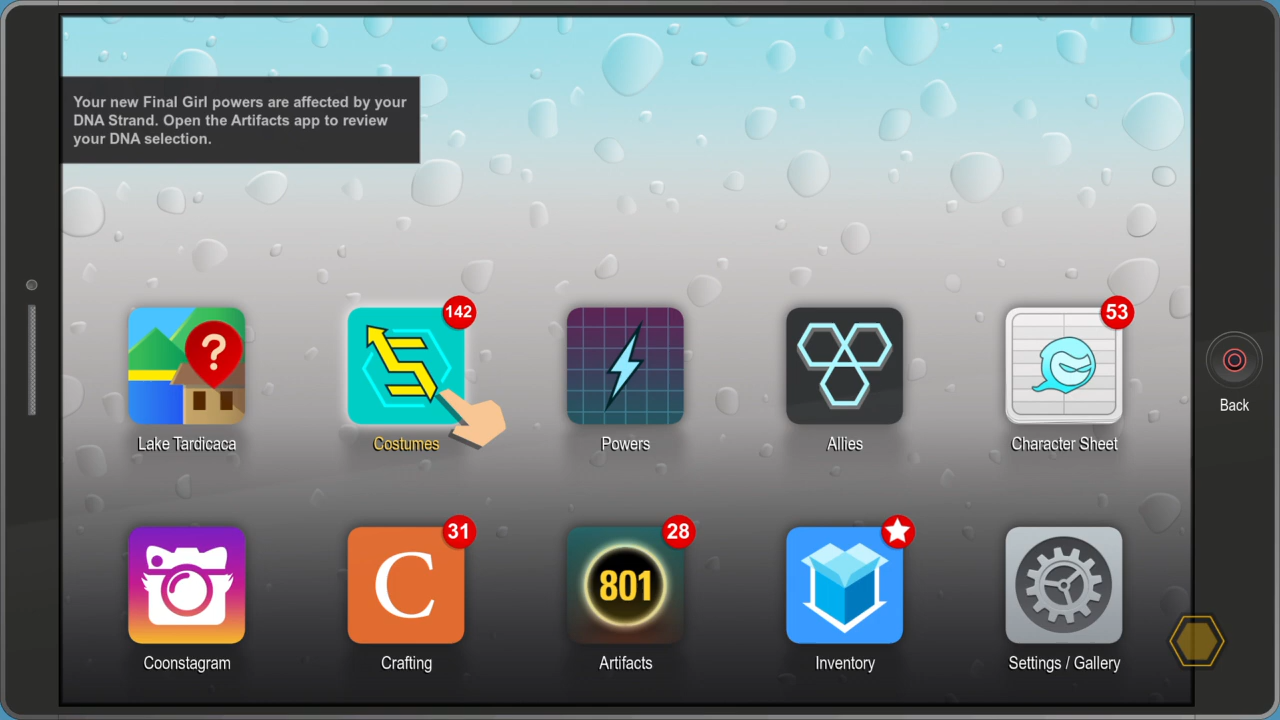 Your new Final Girl powers are affected by your
DNA Strand. Open the Artifacts app to review
your DNA selection.
142
53
?
Back
Lake Tardicaca
Costumes
Powers
Allies
Character Sheet
31
28
C
801
Coonstagram
Crafting
Artifacts
Inventory
Settings / Gallery